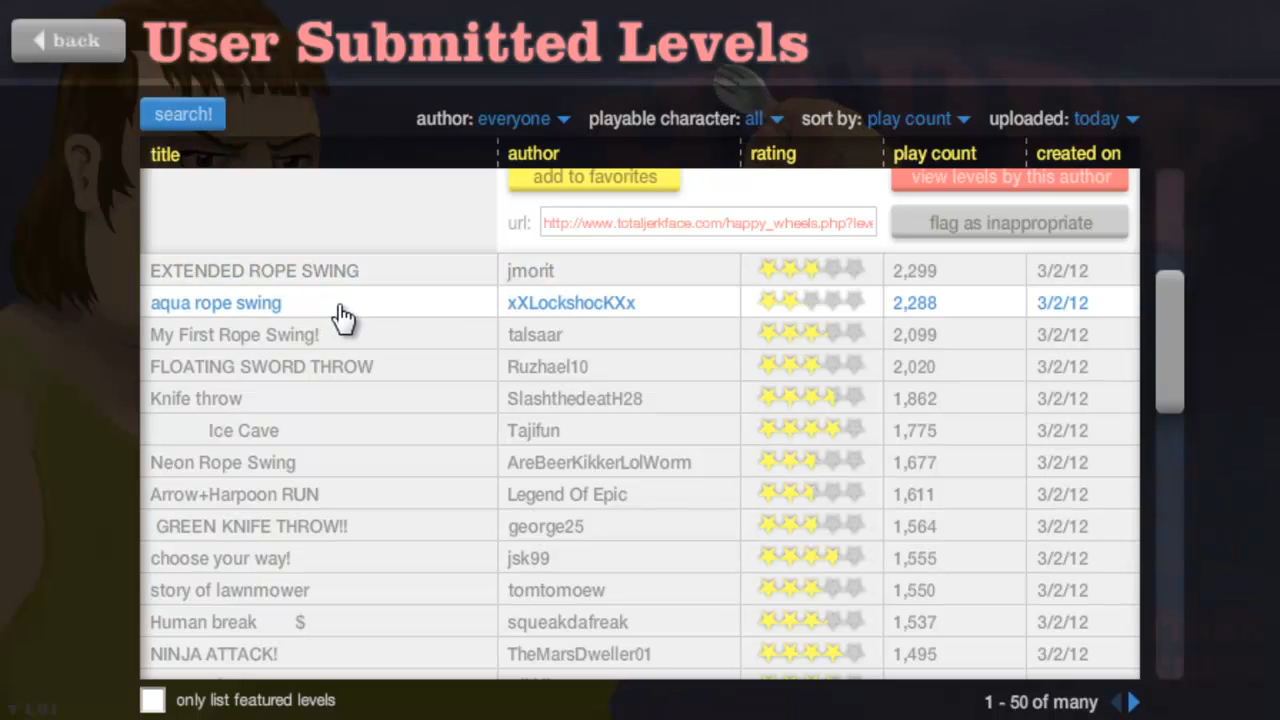 back
User Submitted Levels
search!
author: everyone playable character: all sort by: play count uploaded: today
title author rating play count created on
add to favorites view levels by this author
url: http://www.totaljerkface.com/happy_wheels.php?lev flag as inappropriate
EXTENDED ROPE SWING jmorit 2,299 3/2/12
aqua rope swing xXLockshocKXx 2,288 3/2/12
My First Rope Swing! talsaar 2,099 3/2/12
FLOATING SWORD THROW Ruzhael10 2,020 3/2/12
Knife throw SlashthedeatH28 1,862 3/2/12
Ice Cave Tajifun 1,775 3/2/12
Neon Rope Swing AreBeerKikkerLolWorm 1,677 3/2/12
Arrow+Harpoon RUN Legend Of Epic 1,611 3/2/12
GREEN KNIFE THROW!! george25 1,564 3/2/12
choose your way! jsk99 1,555 3/2/12
story of lawnmower tomtomoew 1,550 3/2/12
Human break $ squeakdafreak 1,537 3/2/12
NINJA ATTACK! TheMarsDweller01 1,495 3/2/12
only list featured levels 1 - 50 of many